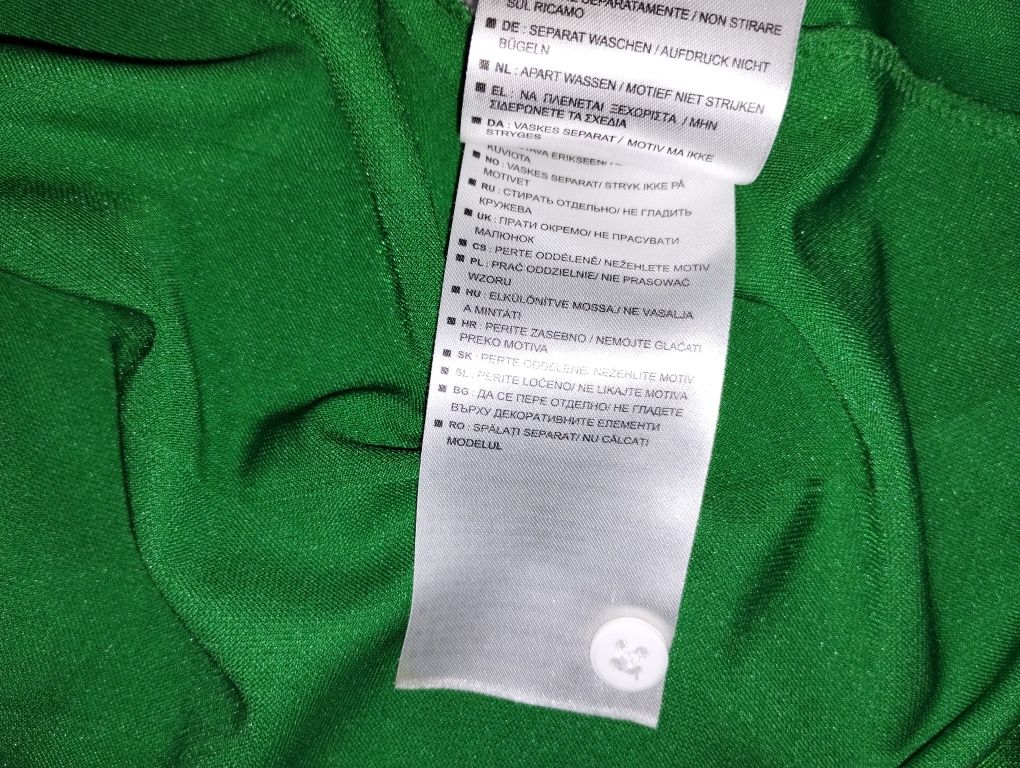 SEPARATAMENTE / NON STIRARE
SUL RICAMO
DE : SEPARAT WASCHEN / AUFDRUCK NICHT
BÜGELN
NL : APART WASSEN / MOTIEF NIET STRIJKEN
EL : ΝΑ ΠΛΕΝΕΤΑΙ ΞΕΧΩΡΙΣΤΑ / ΜΗΝ
ΣΙΔΕΡΩΝΕΤΕ ΤΑ ΣΧΕΔΙΑ
DA : VASKES SEPARAT / MOTIV MA IKKE
STRYGES
ERIKSEEN/
KUVIOTA
NO : VASKES SEPARAT/ STRYK IKKE PÅ
MOTIVET
RU : СТИРАТЬ ОТДЕЛЬНО/ НЕ ГЛАДИТЬ
КРУЖЕВА
UK : ПРАТИ ОКРЕМО/ НЕ ПРАСУВАТИ
МАЛЮНОК
CS : PERTE ODDĚLENĚ/ NEŽEHLETE MOTIV
PL : PRAĆ ODDZIELNIE/ NIE PRASOWAĆ
WZORU
HU : ELKÜLÖNÍTVE MOSSA./ NE VASALJA
A MINTÁT!
HR : PERITE ZASEBNO / NEMOJTE GLAČATI
PREKO MOTIVA
SK : PERTE ODDELENE/ NEŽEHLITE MOTIV
SL : PERITE LOČENO/ NE LIKAJTE MOTIVA
BG : ДА СЕ ПЕРЕ ОТДЕЛНО/ НЕ ГЛАДЕТЕ
ВЪРХУ ДЕКОРАТИВНИТЕ ЕЛЕМЕНТИ
RO : SPĂLAȚI SEPARAT/ NU CĂLCAȚI
MODELUL